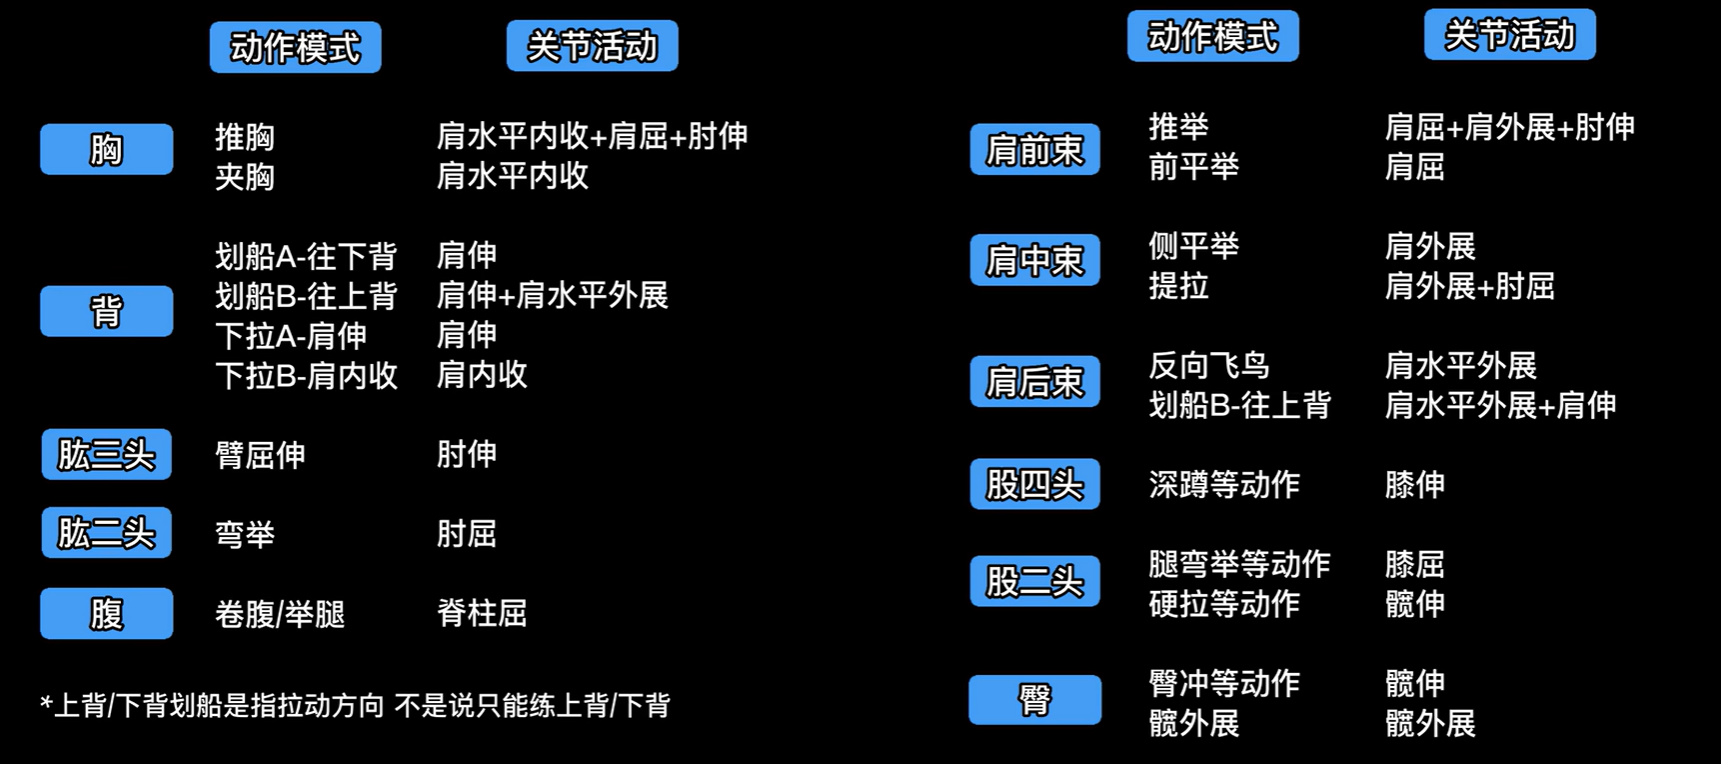 动作模式 关节活动
胸
推胸 肩水平内收+肩屈+肘伸
夹胸 肩水平内收
背
划船A-往下背 肩伸
划船B-往上背 肩伸+肩水平外展
下拉A-肩伸 肩伸
下拉B-肩内收 肩内收
肱三头 臂屈伸 肘伸
肱二头 弯举 肘屈
腹 卷腹/举腿 脊柱屈
*上背/下背划船是指拉动方向 不是说只能练上背/下背
动作模式 关节活动
肩前束
推举 肩屈+肩外展+肘伸
前平举 肩屈
肩中束
侧平举 肩外展
提拉 肩外展+肘屈
肩后束
反向飞鸟 肩水平外展
划船B-往上背 肩水平外展+肩伸
股四头 深蹲等动作 膝伸
股二头
腿弯举等动作 膝屈
硬拉等动作 髋伸
臀
臀冲等动作 髋伸
髋外展 髋外展